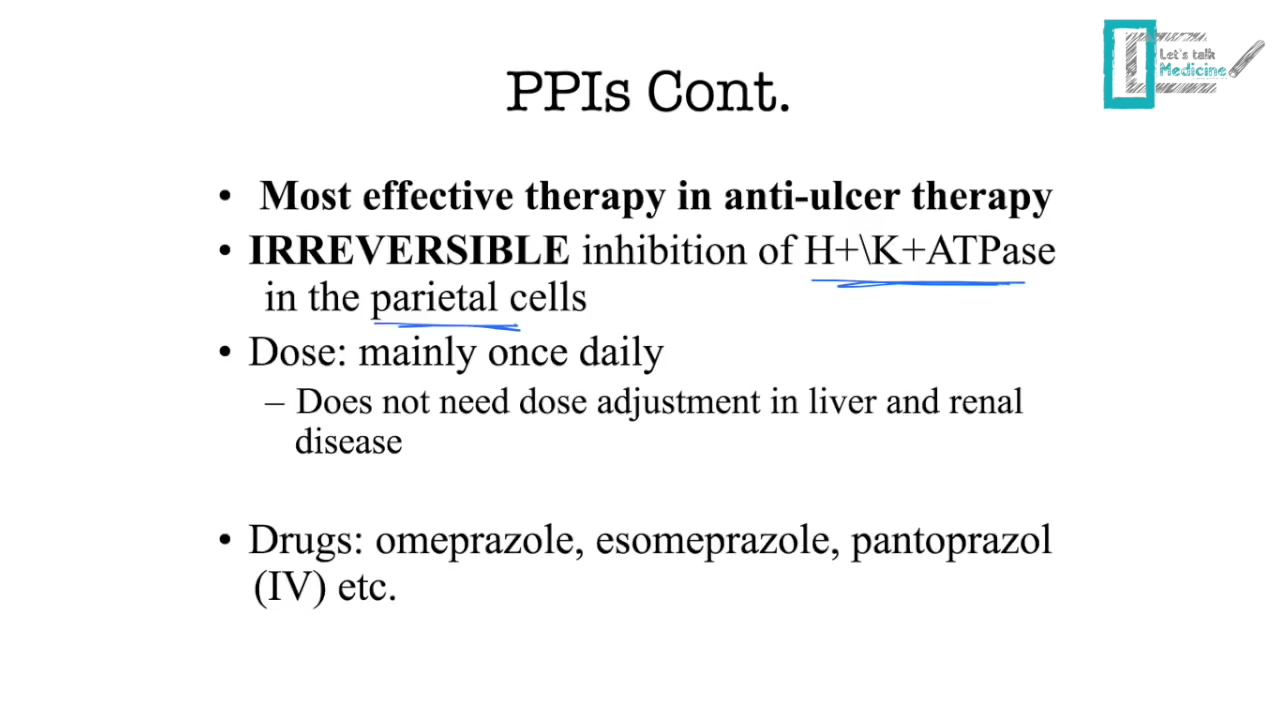 Let's talk
Medicine
PPIs Cont.
• Most effective therapy in anti-ulcer therapy
• IRREVERSIBLE inhibition of H+\K+ATPase
in the parietal cells
• Dose: mainly once daily
– Does not need dose adjustment in liver and renal
disease
• Drugs: omeprazole, esomeprazole, pantoprazol
(IV) etc.